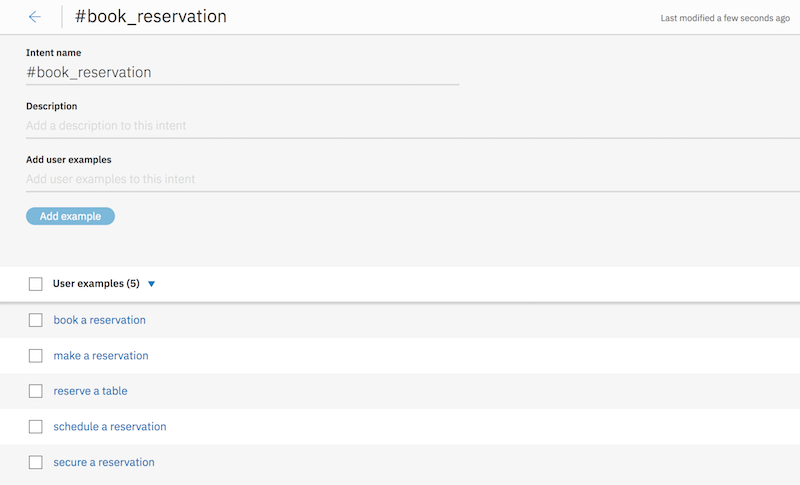 #book_reservation
Last modified a few seconds ago
Intent name
#book_reservation
Description
Add a description to this intent
Add user examples
Add user examples to this intent
Add example
User examples (5)
book a reservation
make a reservation
reserve a table
schedule a reservation
secure a reservation